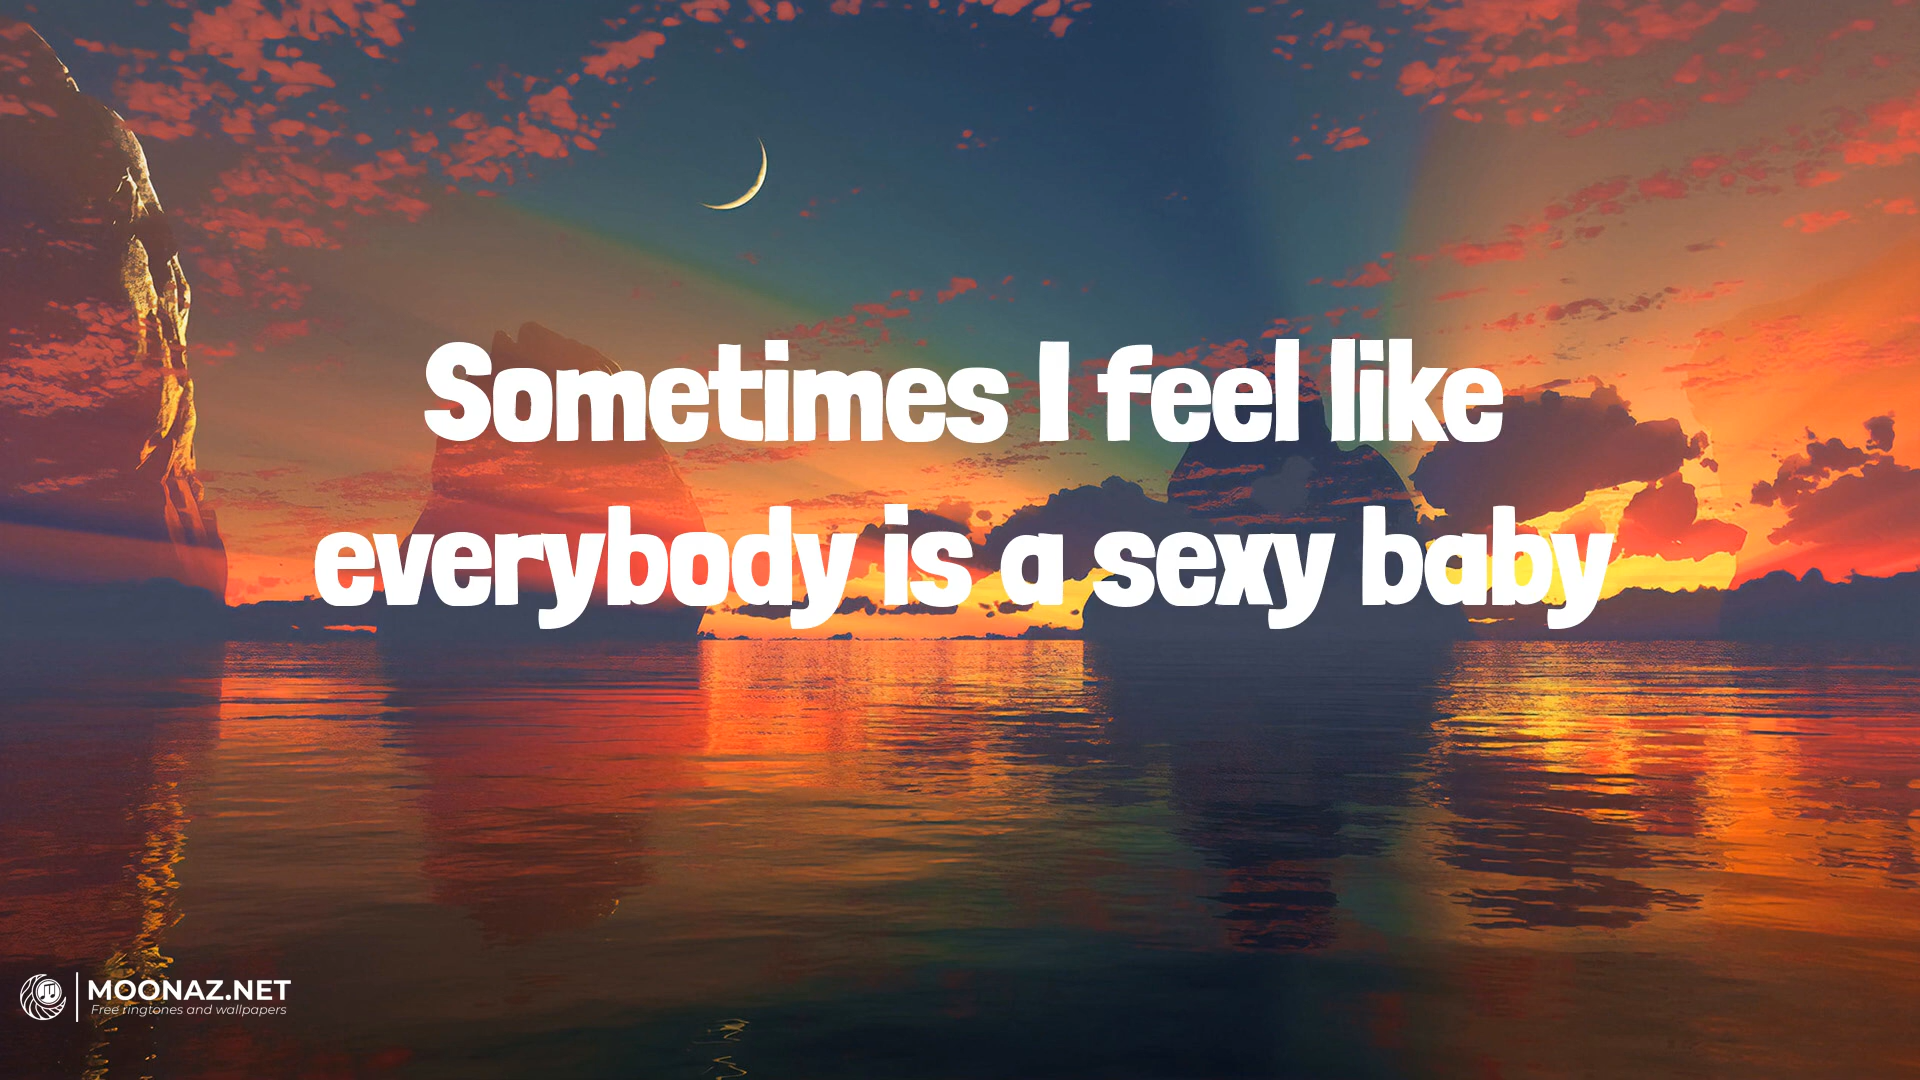 Sometimes I feel like
everybody is a sexy baby
MOONAZ.NET
Free ringtones and wallpapers